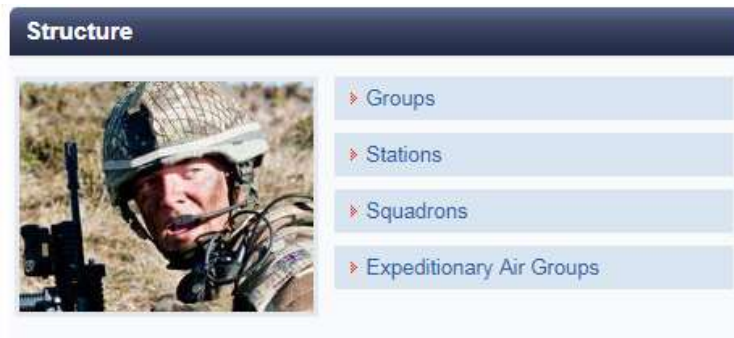 Structure
Groups
Stations
Squadrons
Expeditionary Air Groups